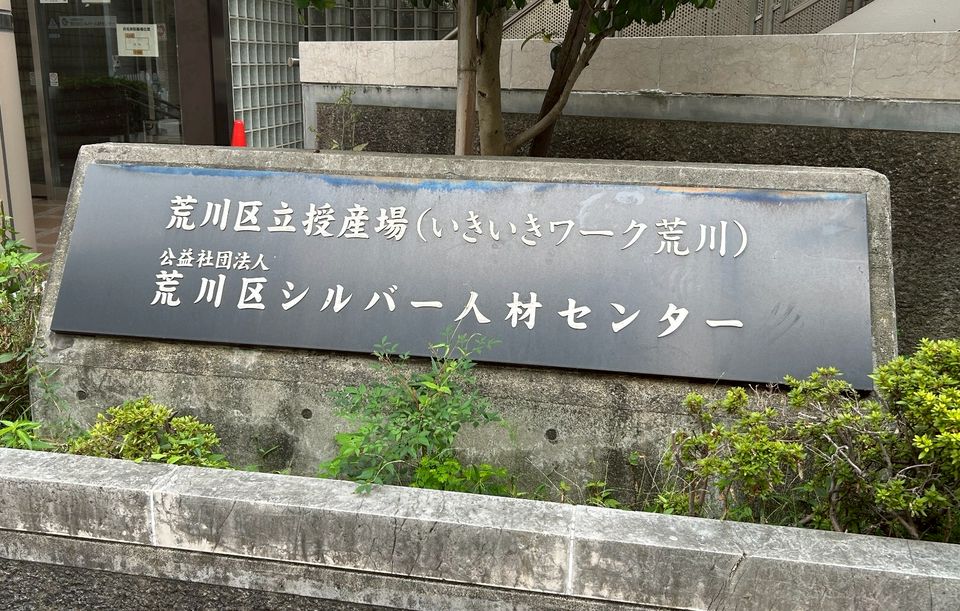 荒川区立授産場(いきいきワーク荒川)
公益社団法人
荒川区シルバー人材センター